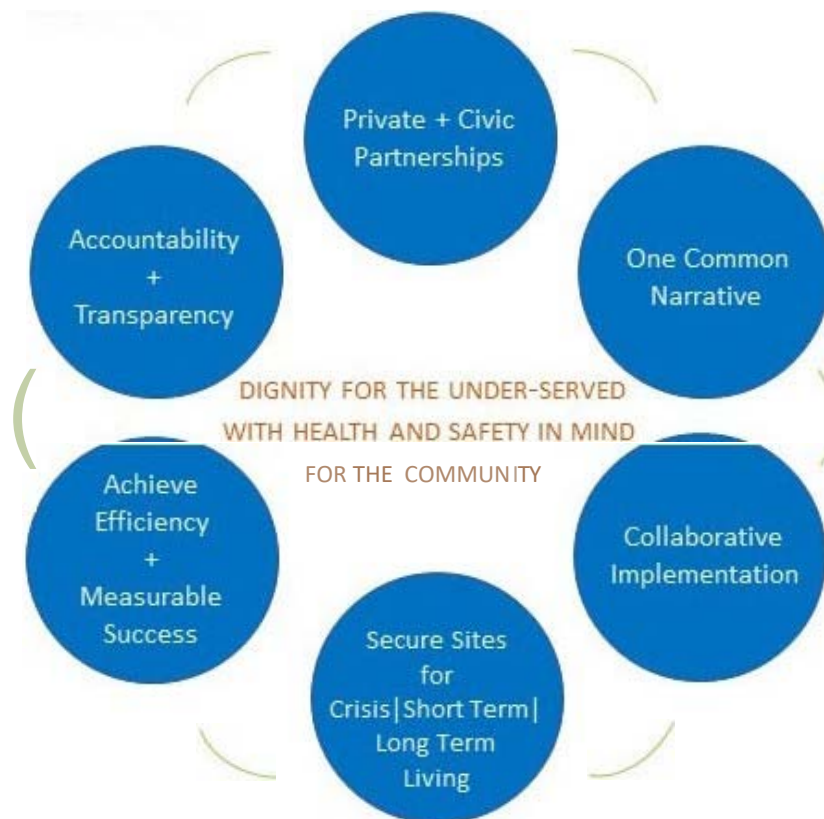 Private + Civic
Partnerships
One Common
Narrative
Collaborative
Implementation
Secure Sites
for
Crisis|Short Term|
Long Term
Living
Achieve
Efficiency
+
Measurable
Success
Accountability
+
Transparency
DIGNITY FOR THE UNDER-SERVED
WITH HEALTH AND SAFETY IN MIND
FOR THE COMMUNITY